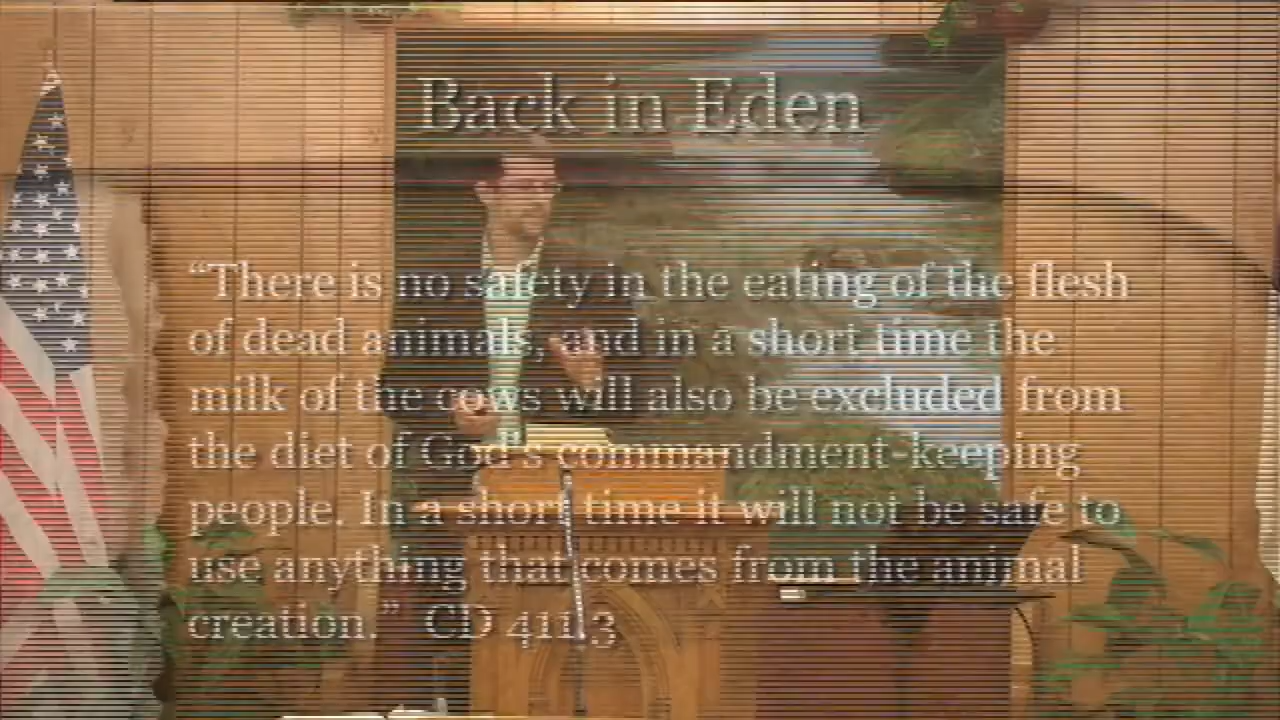 Back in Eden
“There is no safety in the eating of the flesh
of dead animals, and in a short time the
milk of the cows will also be excluded from
the diet of God's commandment-keeping
people. In a short time it will not be safe to
use anything that comes from the animal
creation.” CD 411.3